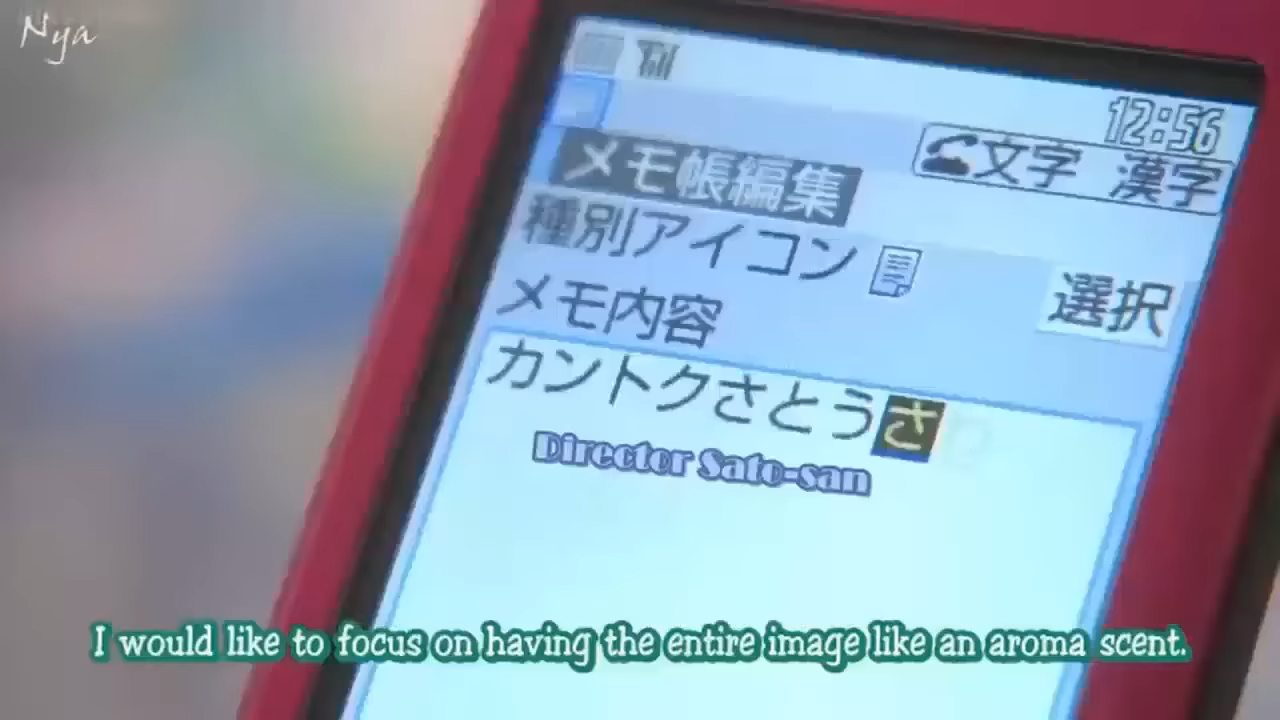 Nya
12:56
文字 漢字
メモ帳編集
種別アイコン
選択
メモ内容
カントクさとうさ
Director Sato-san
I would like to focus on having the entire image like an aroma scent.